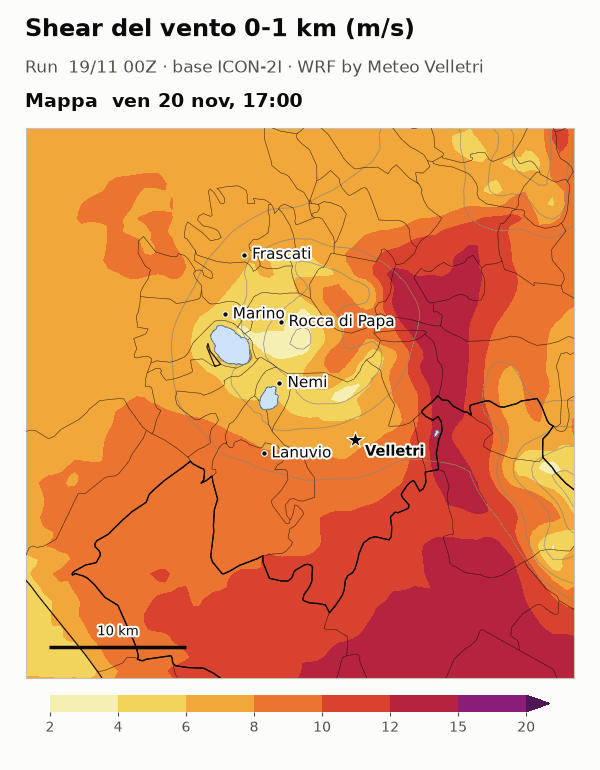 Shear del vento 0-1 km (m/s)
Run  19/11 00Z · base ICON-2I · WRF by Meteo Velletri
Mappa  ven 20 nov, 17:00
Frascati
Marino
Rocca di Papa
Nemi
Velletri
Lanuvio
10 km
2 4 6 8 10 12 15 20